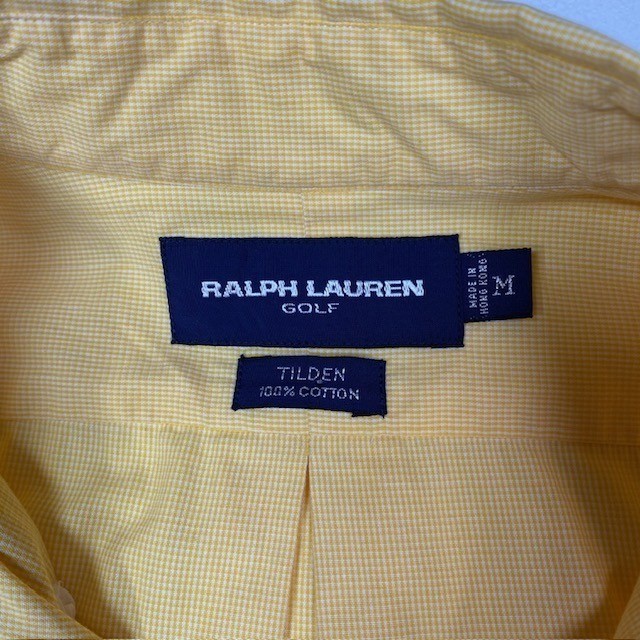 RALPH LAUREN
GOLF
MADE IN
HONG KONG
M
TILDEN
100% COTTON